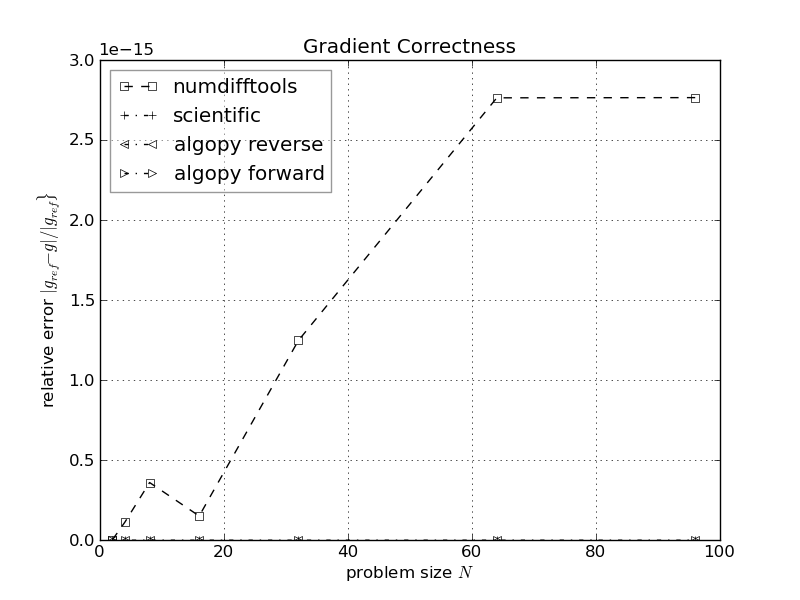 Gradient Correctness
1e−15
3.0
2.5
2.0
1.5
1.0
0.5
0.0
relative error |g_ref−g|/|g_ref}
numdifftools
scientific
algopy reverse
algopy forward
0 20 40 60 80 100
problem size N